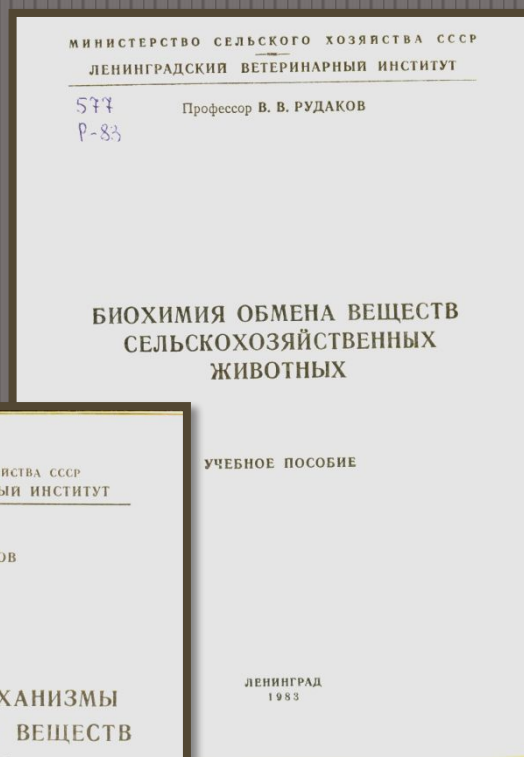 МИНИСТЕРСТВО СЕЛЬСКОГО ХОЗЯЙСТВА СССР
ЛЕНИНГРАДСКИЙ ВЕТЕРИНАРНЫЙ ИНСТИТУТ
577
Р-83
Профессор В. В. РУДАКОВ
БИОХИМИЯ ОБМЕНА ВЕЩЕСТВ
СЕЛЬСКОХОЗЯЙСТВЕННЫХ
ЖИВОТНЫХ
УЧЕБНОЕ ПОСОБИЕ
ЛЕНИНГРАД
1983
ЙСТВА СССР
ЫЙ ИНСТИТУТ
ОВ
ХАНИЗМЫ
ВЕЩЕСТВ